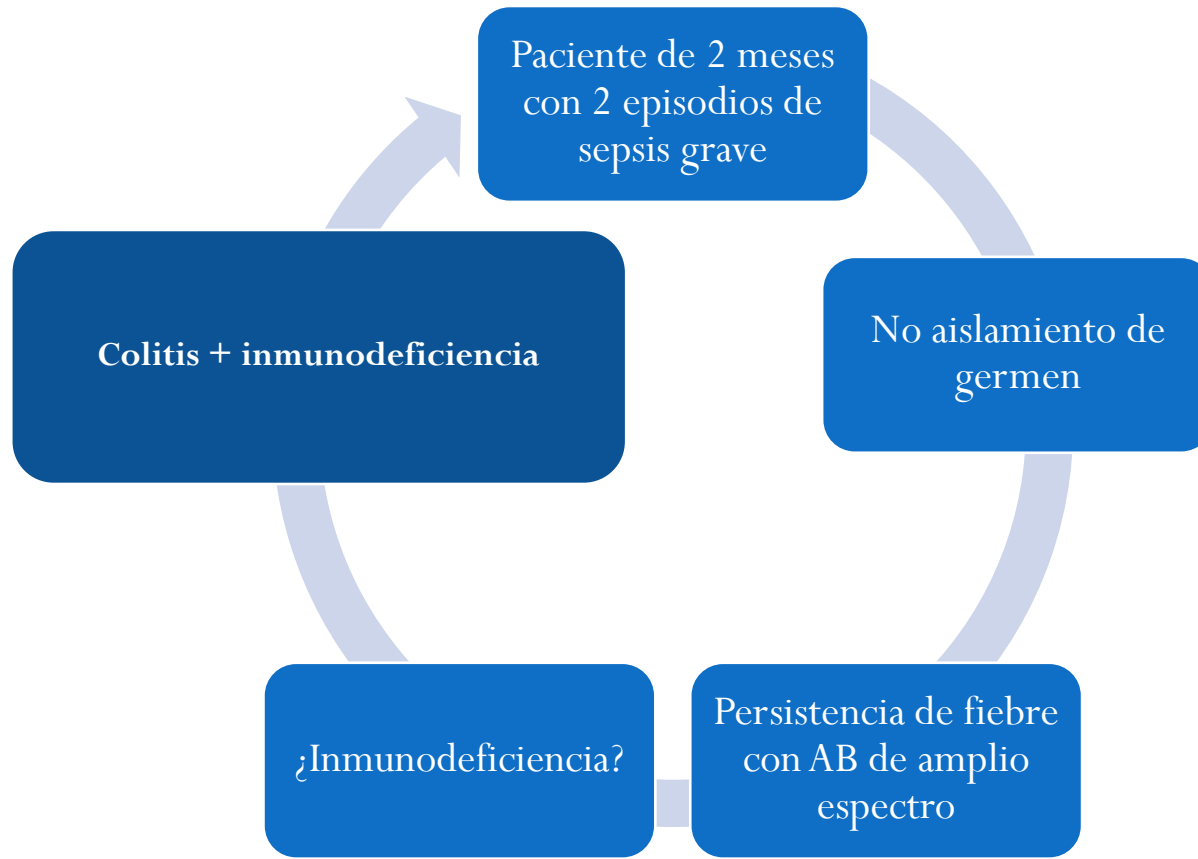 Paciente de 2 meses
con 2 episodios de
sepsis grave
No aislamiento de
germen
Persistencia de fiebre
con AB de amplio
espectro
¿Inmunodeficiencia?
Colitis + inmunodeficiencia